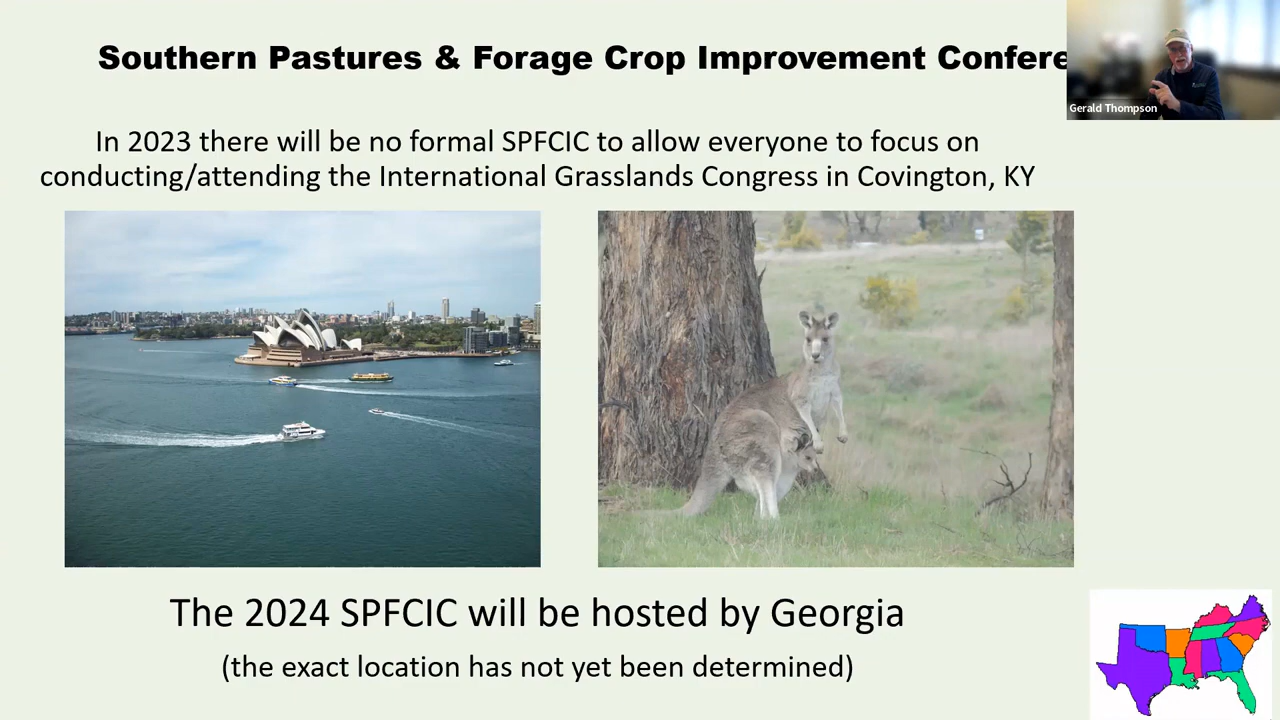 Southern Pastures & Forage Crop Improvement Confere
Gerald Thompson
In 2023 there will be no formal SPFCIC to allow everyone to focus on
conducting/attending the International Grasslands Congress in Covington, KY
The 2024 SPFCIC will be hosted by Georgia
(the exact location has not yet been determined)